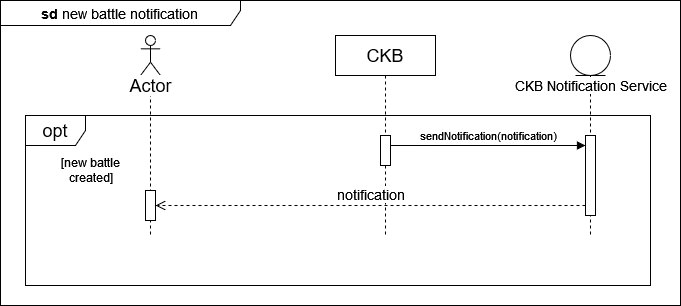 sd new battle notification
Actor
CKB
CKB Notification Service
opt
[new battle
created]
sendNotification(notification)
notification